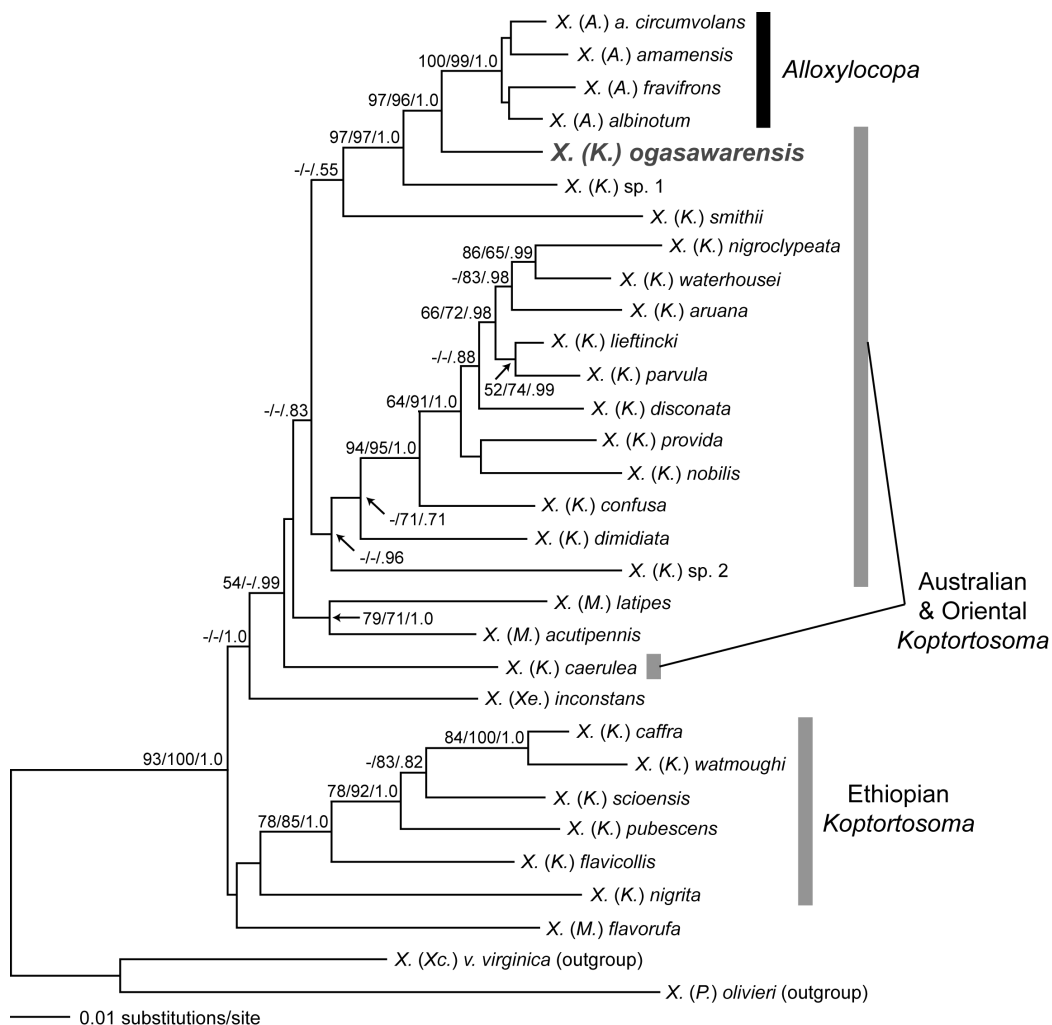 X. (A.) a. circumvolans
X. (A.) amamensis
100/99/1.0
Alloxylocopa
X. (A.) fravifrons
97/96/1.0
X. (A.) albinotum
97/97/1.0
X. (K.) ogasawarensis
-/-/.55
X. (K.) sp. 1
X. (K.) smithii
X. (K.) nigroclypeata
86/65/.99
-/83/.98
X. (K.) waterhousei
66/72/.98
X. (K.) aruana
X. (K.) lieftincki
-/-/.88
X. (K.) parvula
52/74/.99
64/91/1.0
X. (K.) disconata
-/-/.83
X. (K.) provida
94/95/1.0
X. (K.) nobilis
X. (K.) confusa
-/71/.71
X. (K.) dimidiata
-/-/.96
X. (K.) sp. 2
54/-/.99
Australian
& Oriental
Koptortosoma
X. (M.) latipes
79/71/1.0
X. (M.) acutipennis
-/-/1.0
X. (K.) caerulea
X. (Xe.) inconstans
X. (K.) caffra
84/100/1.0
93/100/1.0
X. (K.) watmoughi
-/83/.82
78/92/1.0
X. (K.) scioensis
Ethiopian
Koptortosoma
78/85/1.0
X. (K.) pubescens
X. (K.) flavicollis
X. (K.) nigrita
X. (M.) flavorufa
X. (Xc.) v. virginica (outgroup)
X. (P.) olivieri (outgroup)
0.01 substitutions/site